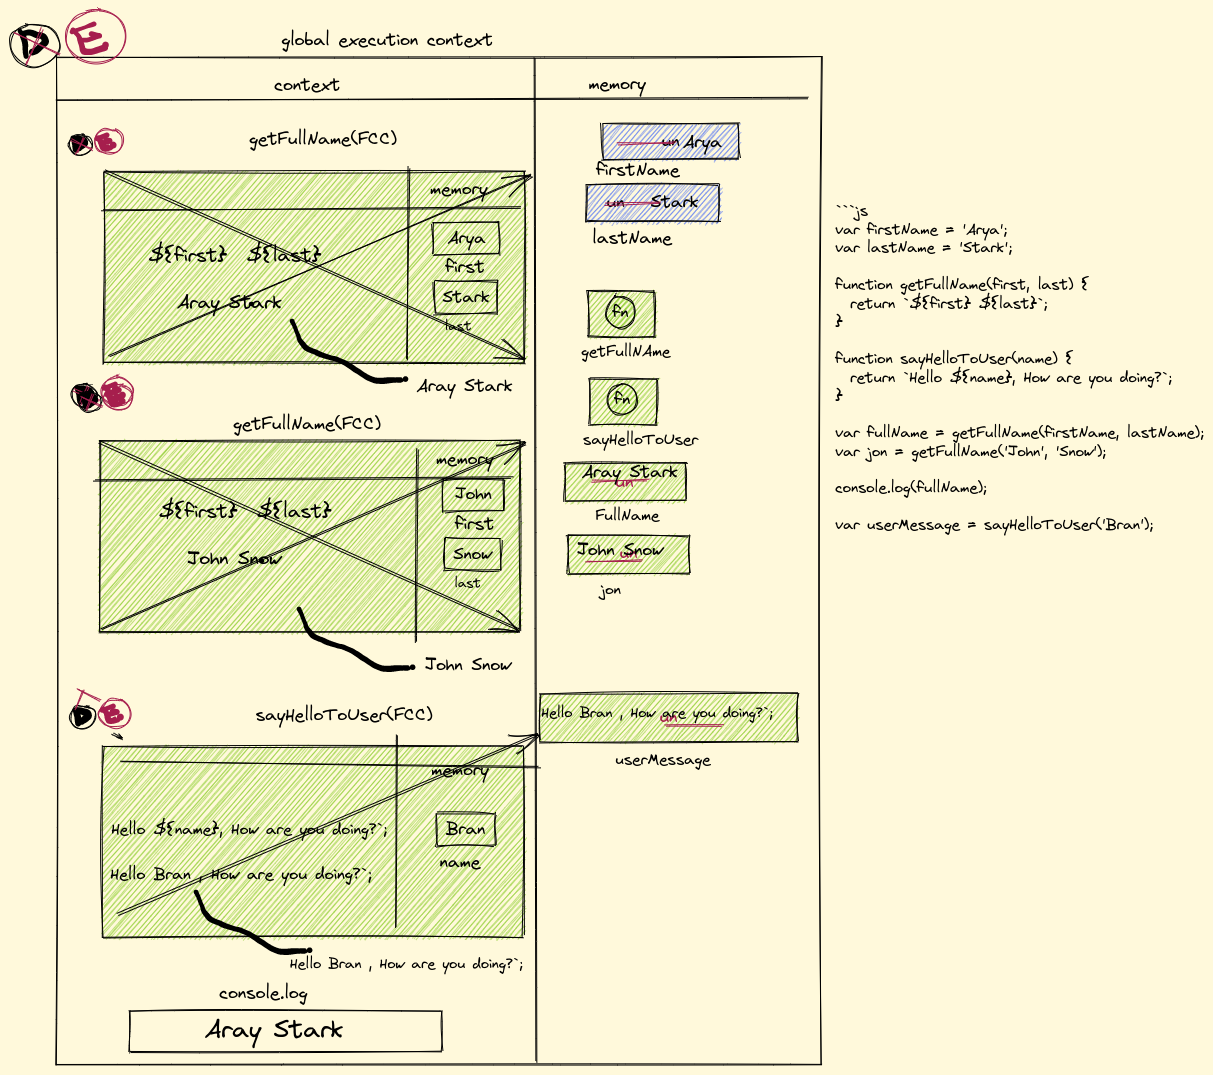 D E
global execution context
context
memory
D E
getFullName(FCC)
memory
${first} ${last}
Aray Stark
Arya
first
Stark
last
Aray Stark
D E
getFullName(FCC)
memory
${first} ${last}
John Snow
John
first
Snow
last
John Snow
D E
sayHelloToUser(FCC)
memory
Hello ${name}, How are you doing?`;
Hello Bran , How are you doing?`;
Bran
name
Hello Bran , How are you doing?`;
console.log
Aray Stark
un Arya
firstName
un Stark
lastName
fn
getFullNAme
fn
sayHelloToUser
Aray Stark
un
FullName
John Snow
un
jon
Hello Bran , How are you doing?`;
un
userMessage
```js
var firstName = 'Arya';
var lastName = 'Stark';
function getFullName(first, last) {
return `${first} ${last}`;
}
function sayHelloToUser(name) {
return `Hello ${name}, How are you doing?`;
}
var fullName = getFullName(firstName, lastName);
var jon = getFullName('John', 'Snow');
console.log(fullName);
var userMessage = sayHelloToUser('Bran');